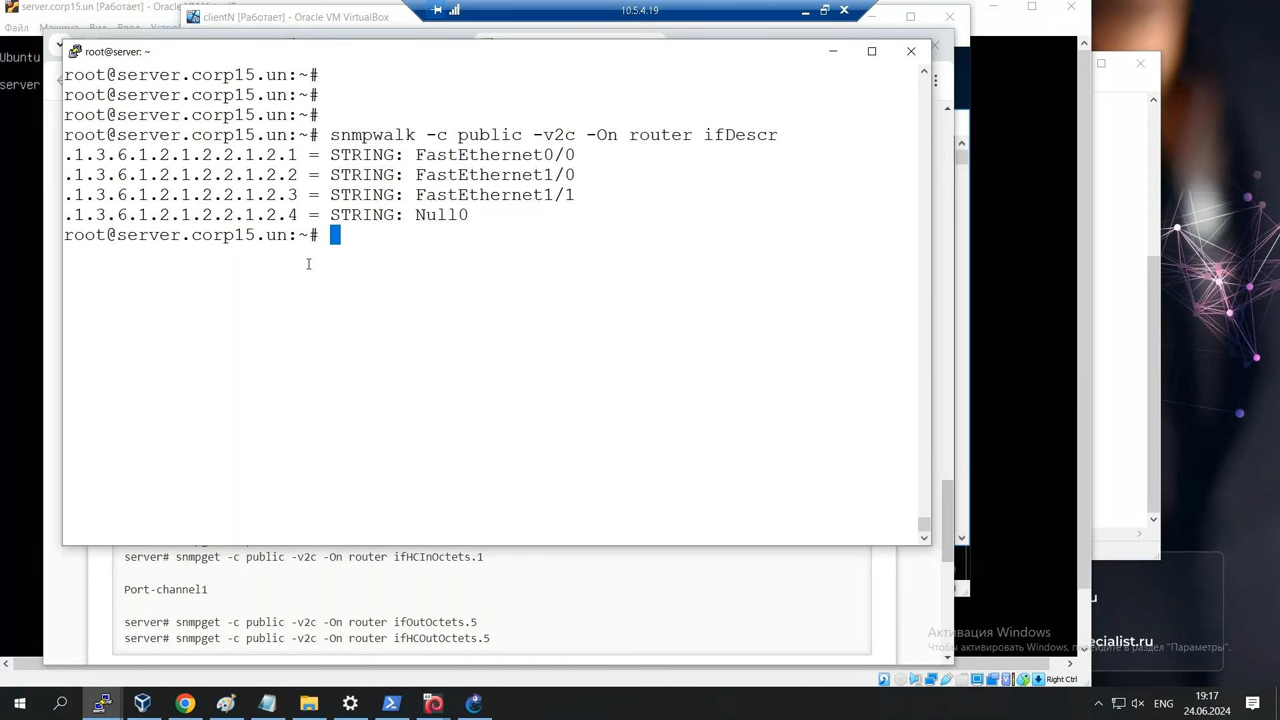 server.corp15.un [Работает] - Or
clientN [Работает] - Oracle VM VirtualBox
10.5.4.19
Файл
Ubuntu
server
root@server: ~
root@server.corp15.un:~#
root@server.corp15.un:~#
root@server.corp15.un:~#
root@server.corp15.un:~# snmpwalk -c public -v2c -On router ifDescr
.1.3.6.1.2.1.2.2.1.2.1 = STRING: FastEthernet0/0
.1.3.6.1.2.1.2.2.1.2.2 = STRING: FastEthernet1/0
.1.3.6.1.2.1.2.2.1.2.3 = STRING: FastEthernet1/1
.1.3.6.1.2.1.2.2.1.2.4 = STRING: Null0
root@server.corp15.un:~#
server# snmpget -c public -v2c -On router ifHCInOctets.1
Port-channel1
server# snmpget -c public -v2c -On router ifOutOctets.5
server# snmpget -c public -v2c -On router ifHCOutOctets.5
u
ecialist.ru
Активация Windows
Чтобы активировать Windows, перейдите в раздел "Параметры".
Right Ctrl
ENG
19:17
24.06.2024